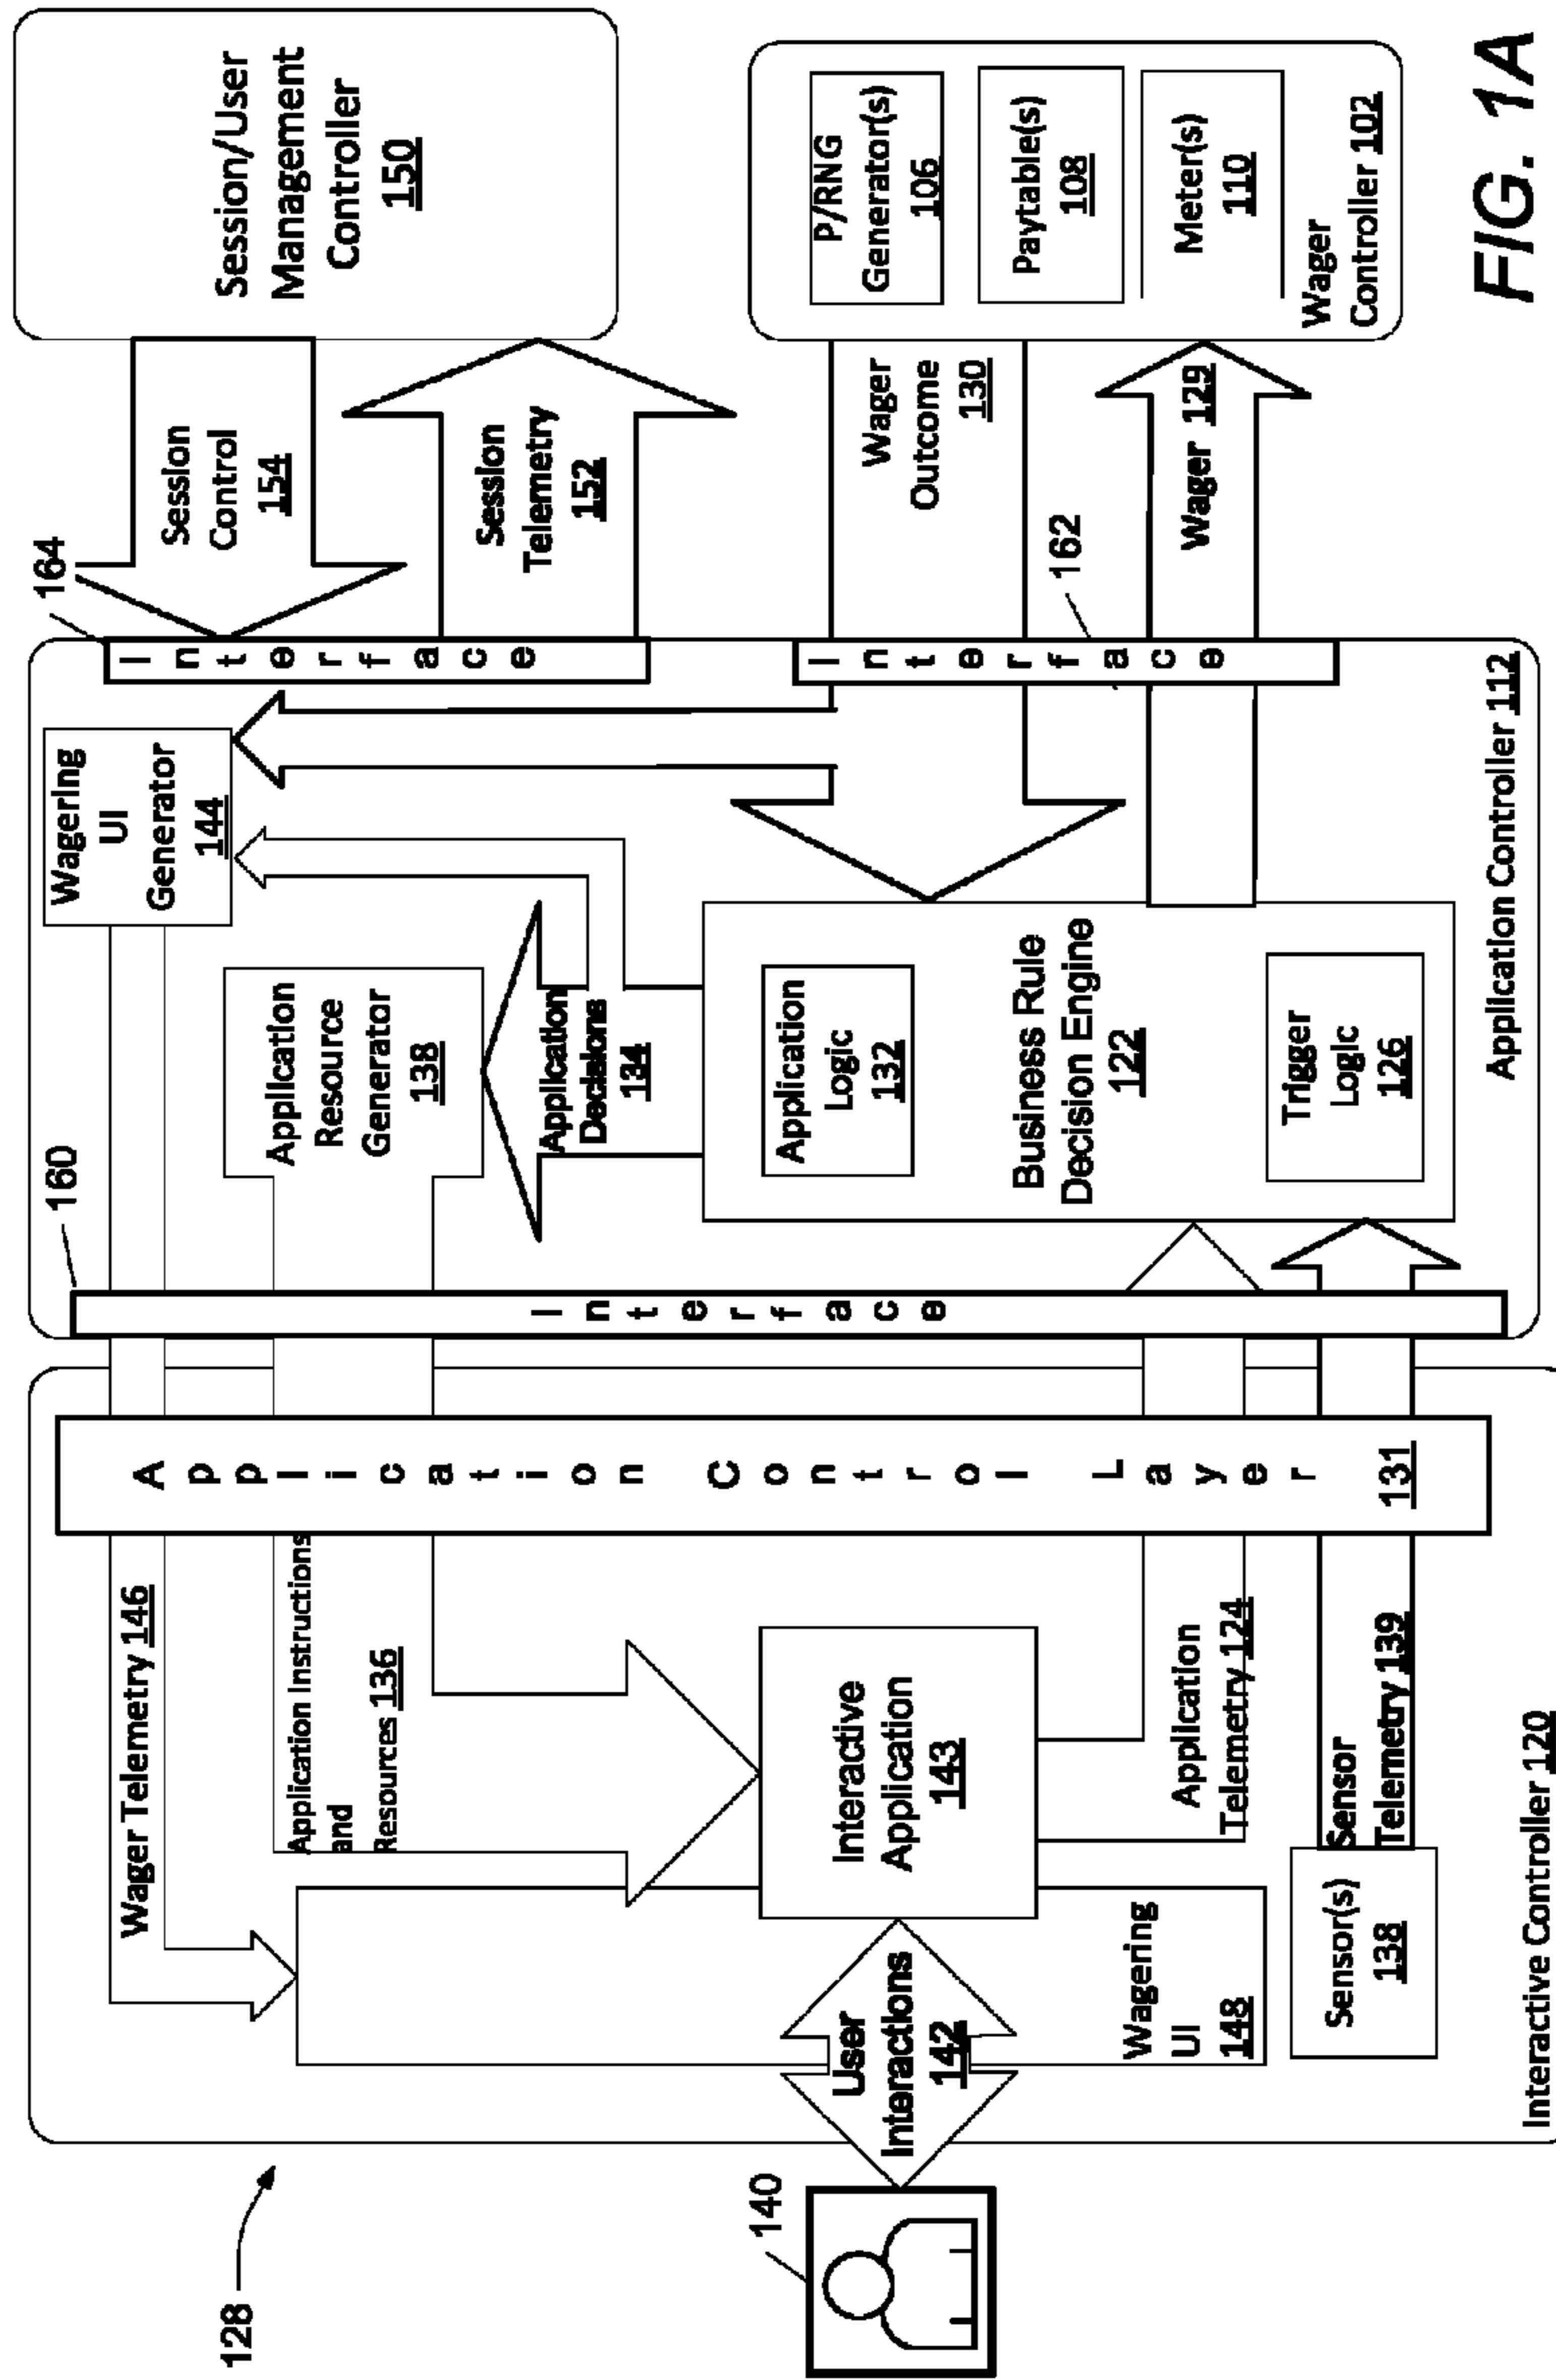 128
140
User
Interactions
142
Wager Telemetry 146
Application Instructions
and
Resources 136
Interactive
Application
143
Wagering
UI
148
Application
Telemetry 124
Sensor(s)
138
Sensor
Telemetry 139
Interactive Controller 120
Application Control Layer
131
160
Interface
Wagering
UI
Generator
144
Application
Resource
Generator
138
Application
Decisions
134
Application
Logic
132
Business Rule
Decision Engine
122
Trigger
Logic
126
Application Controller 112
164
Interface
Interface
162
Session
Control
154
Session
Telemetry
152
Wager
Outcome
130
Wager 129
Session/User
Management
Controller
150
P/RNG
Generator(s)
106
Paytable(s)
108
Meter(s)
110
Wager
Controller 102
FIG. 1A